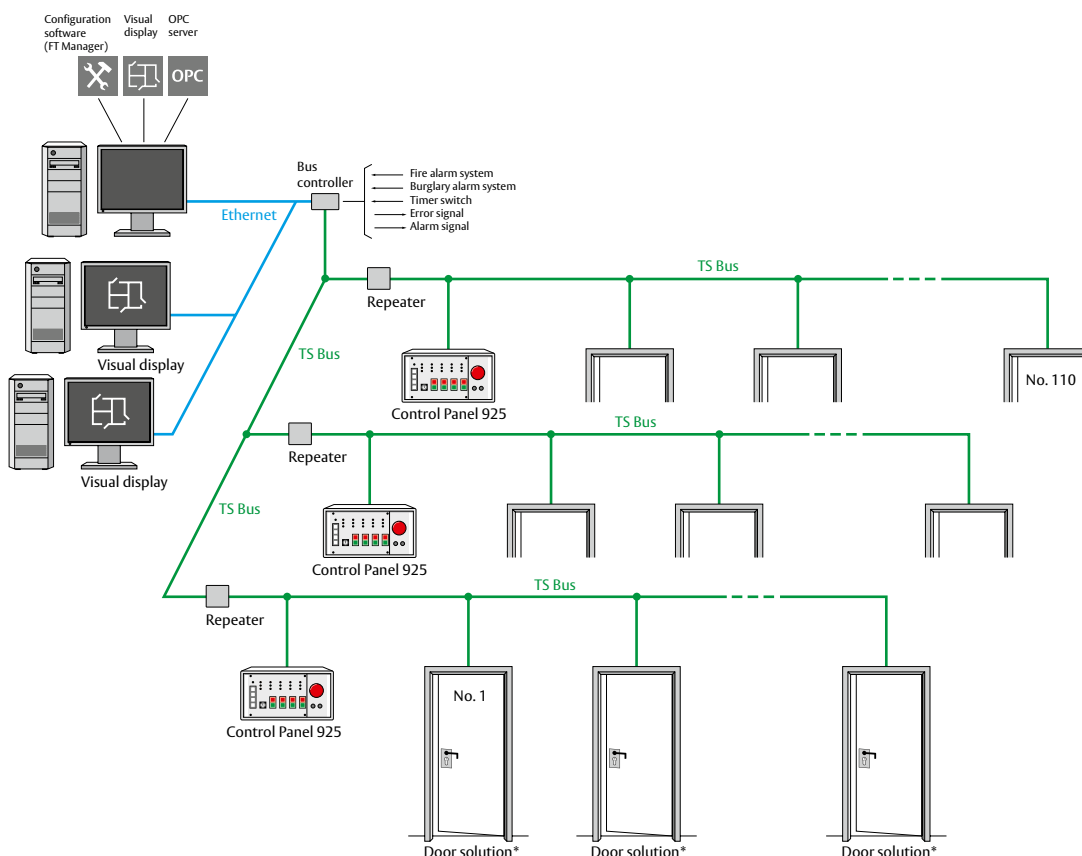 Configuration
software
(FT Manager)
Visual
display
OPC
server
OPC
Bus
controller
Fire alarm system
Burglary alarm system
Timer switch
Error signal
Alarm signal
Ethernet
TS Bus
Repeater
TS Bus
Visual display
Control Panel 925
No. 110
TS Bus
Repeater
Visual display
TS Bus
Control Panel 925
TS Bus
Repeater
No. 1
Control Panel 925
Door solution*
Door solution*
Door solution*